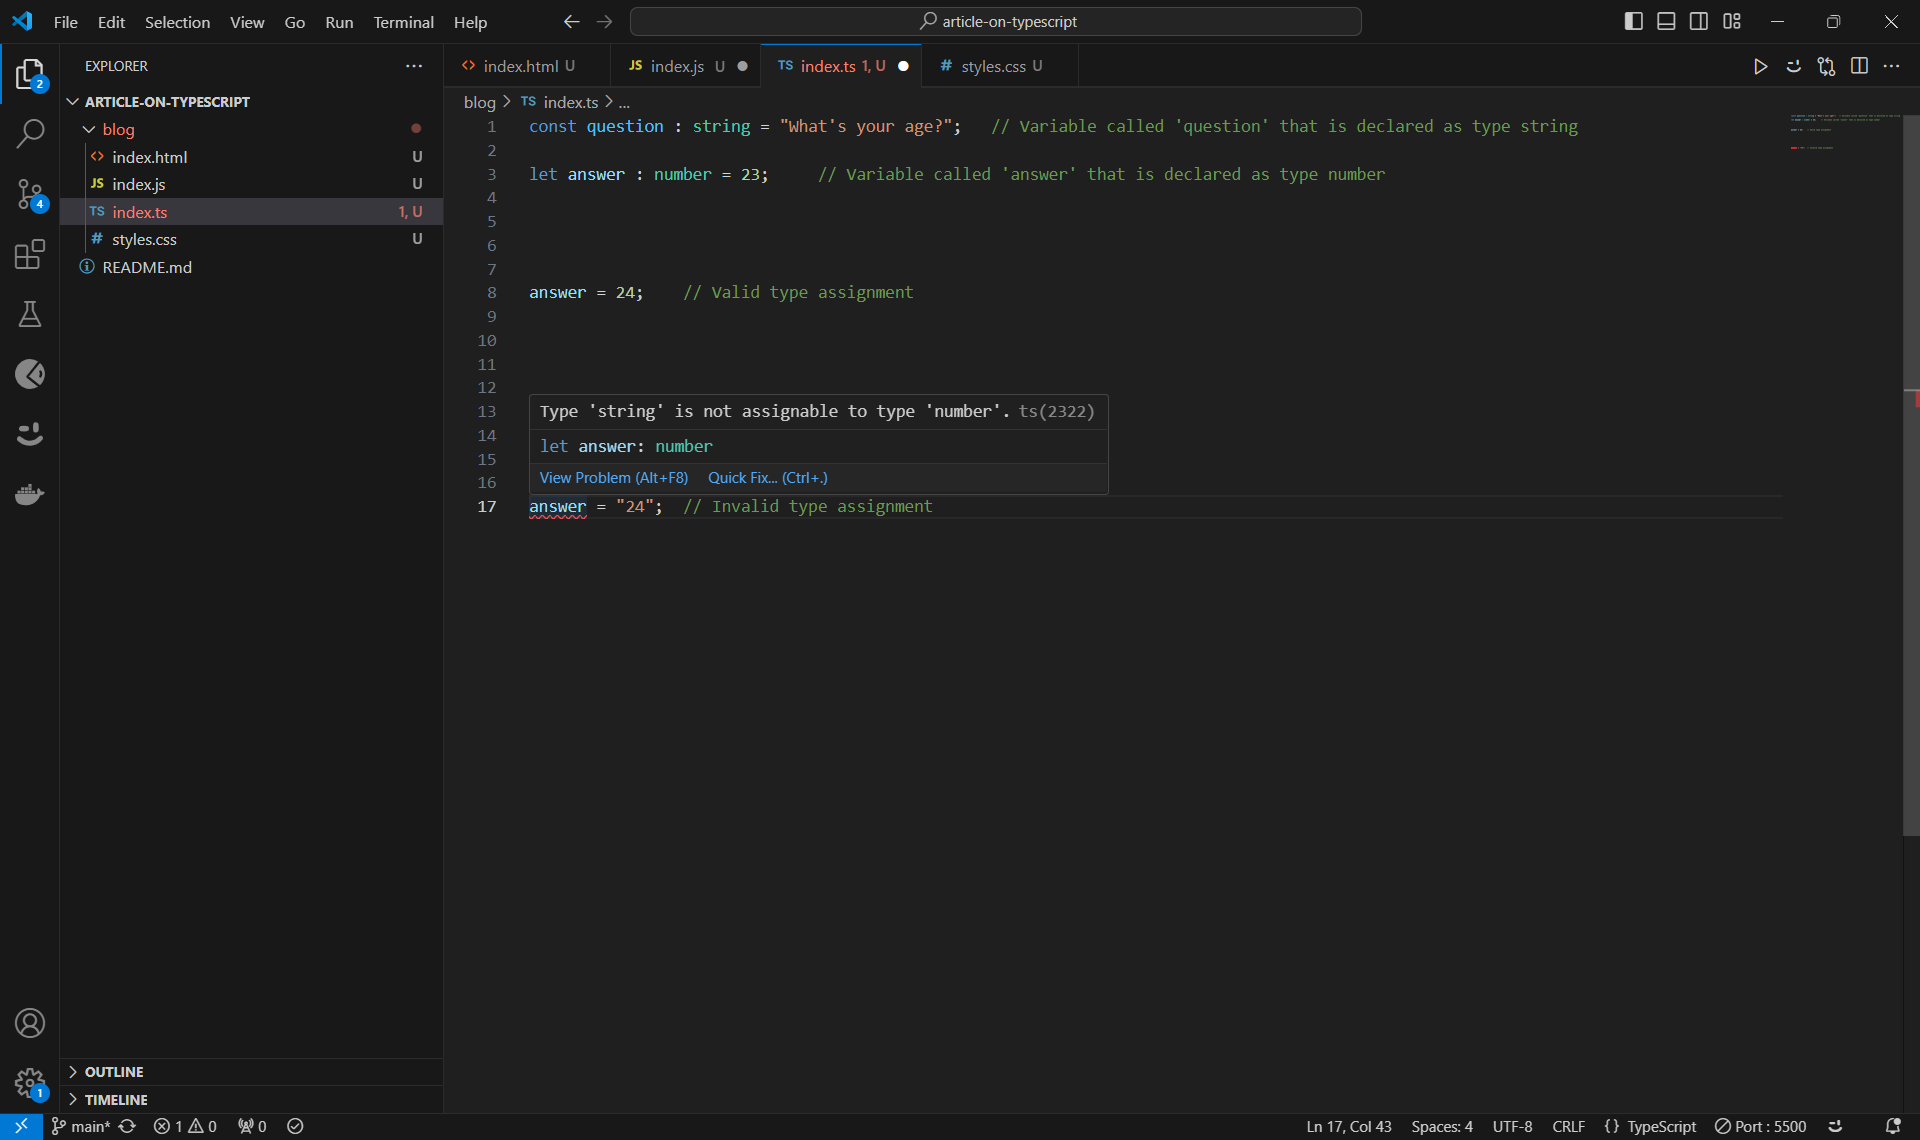 File Edit Selection View Go Run Terminal Help article-on-typescript
2 EXPLORER ...
index.html U JS index.js U TS index.ts 1, U # styles.css U
ARTICLE-ON-TYPESCRIPT
blog
index.html U
JS index.js U
TS index.ts 1, U
# styles.css U
README.md
4
blog > TS index.ts > ...
1 const question : string = "What's your age?"; // Variable called 'question' that is declared as type string
2
3 let answer : number = 23; // Variable called 'answer' that is declared as type number
4
5
6
7
8 answer = 24; // Valid type assignment
9
10
11
12
13
14
15
16
Type 'string' is not assignable to type 'number'. ts(2322)
let answer: number
View Problem (Alt+F8) Quick Fix... (Ctrl+.)
17 answer = "24"; // Invalid type assignment
OUTLINE
1
TIMELINE
main* 1 0 0 Ln 17, Col 43 Spaces: 4 UTF-8 CRLF {} TypeScript Port : 5500